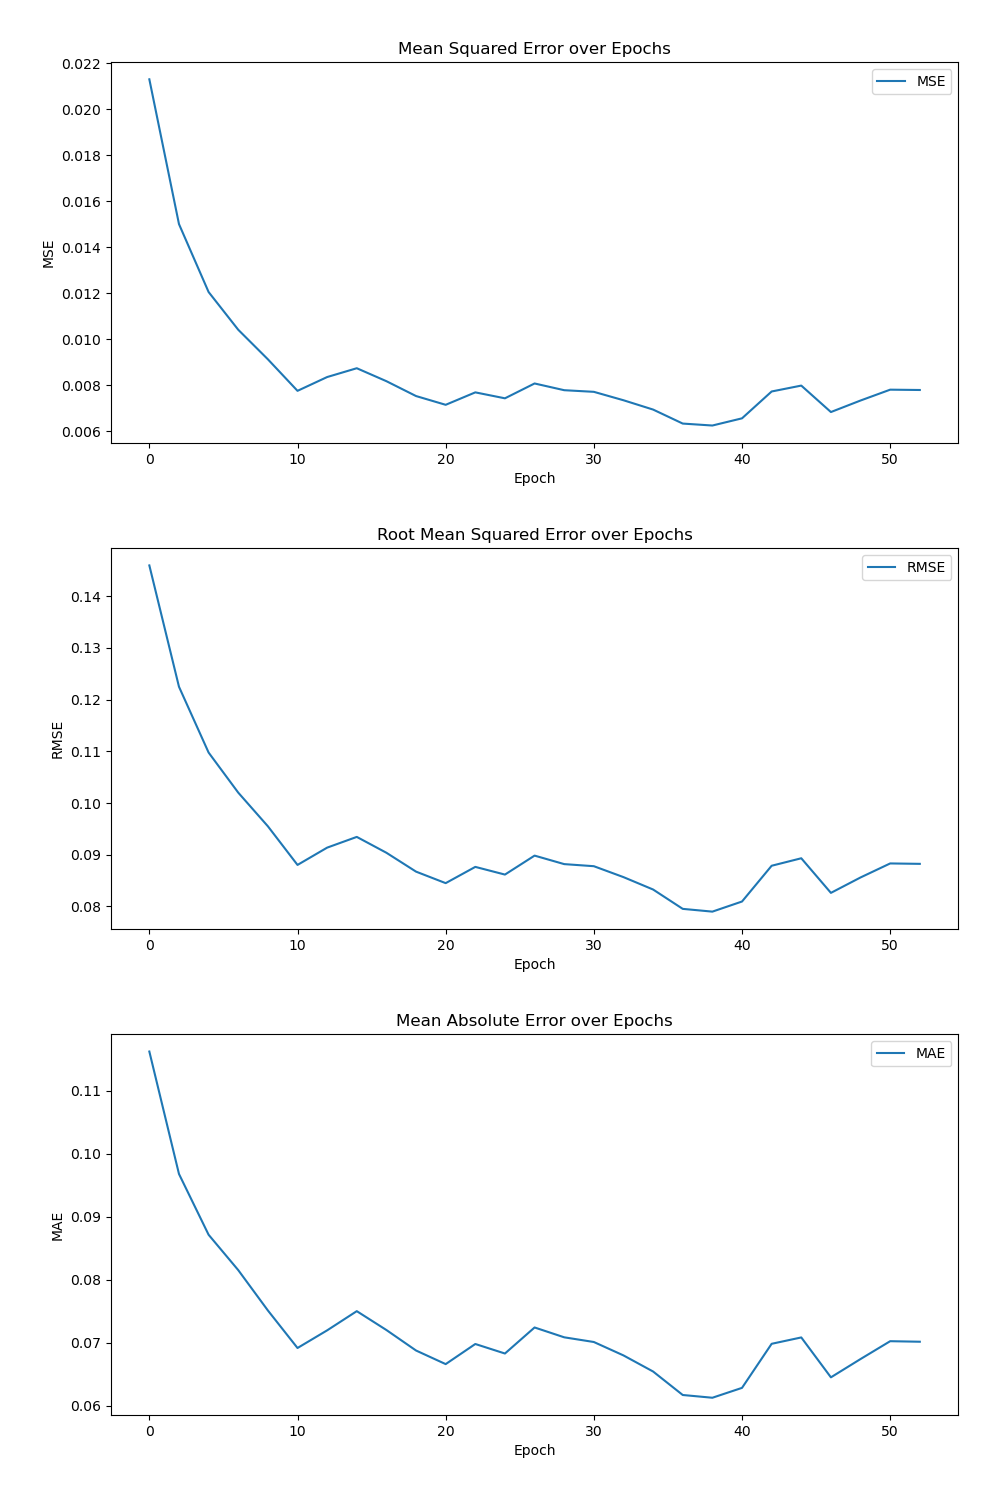 Mean Squared Error over Epochs
MSE
0.022
0.020
0.018
0.016
0.014
0.012
0.010
0.008
0.006
MSE
0 10 20 30 40 50
Epoch
Root Mean Squared Error over Epochs
RMSE
0.14
0.13
0.12
0.11
0.10
0.09
0.08
RMSE
0 10 20 30 40 50
Epoch
Mean Absolute Error over Epochs
MAE
0.11
0.10
0.09
0.08
0.07
0.06
MAE
0 10 20 30 40 50
Epoch